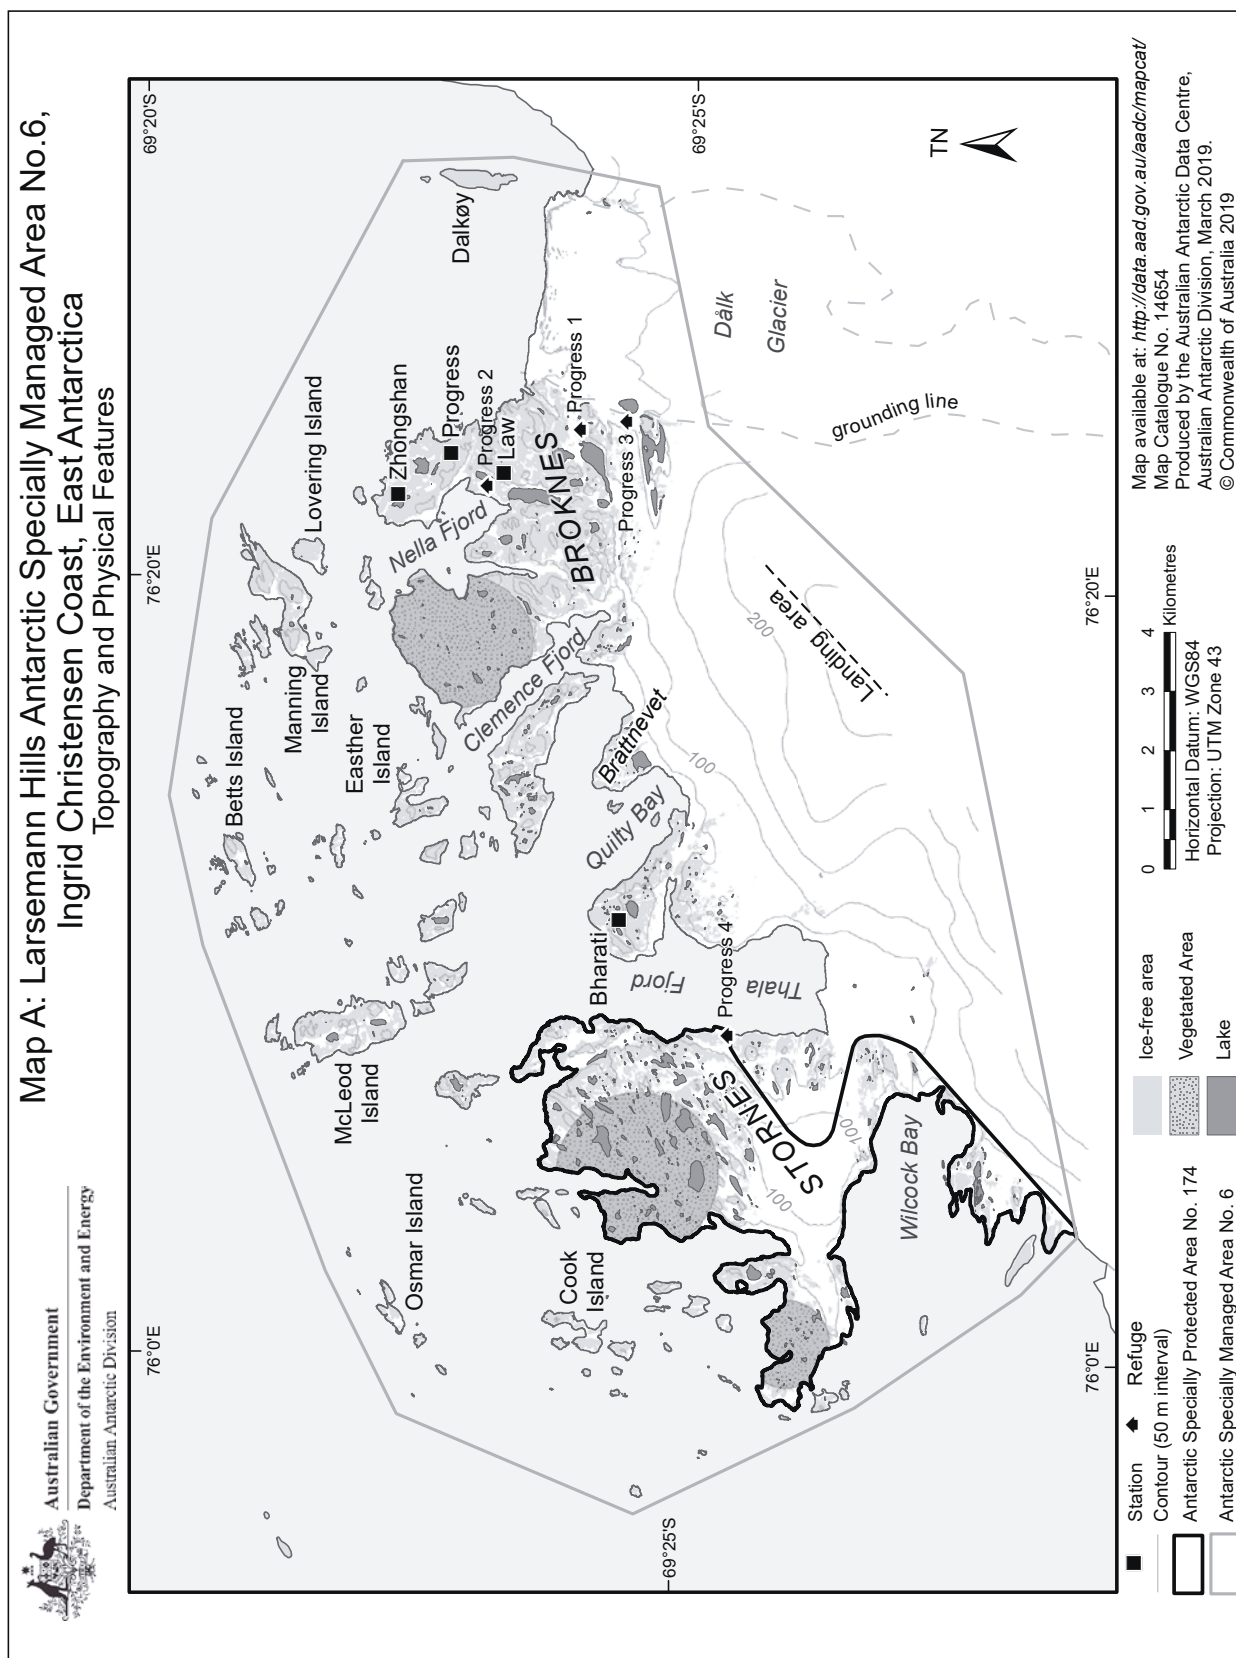 Map A: Larsemann Hills Antarctic Specially Managed Area No.6,
Ingrid Christensen Coast, East Antarctica
Topography and Physical Features
Australian Government
Department of the Environment and Energy
Australian Antarctic Division
76°0'E
76°20'E
69°20'S
69°25'S
69°25'S
76°0'E
76°20'E
Betts Island
Manning
Island
Lovering Island
Easther
Island
McLeod
Island
Osmar Island
Cook
Island
Dalkøy
Zhongshan
Progress
Progress 2
Law
Progress 1
Progress 3
BROKNES
Nella Fjord
Clemence Fjord
Brattnevet
Quilty Bay
Bharati
Thala
Fjord
Progress 4
STORNES
Wilcock Bay
100
100
100
200
Landing area
Dålk
Glacier
grounding line
TN
Station
Refuge
Contour (50 m interval)
Antarctic Specially Protected Area No. 174
Antarctic Specially Managed Area No. 6
Ice-free area
Vegetated Area
Lake
0 1 2 3 4
Kilometres
Horizontal Datum: WGS84
Projection: UTM Zone 43
Map available at: http://data.aad.gov.au/aadc/mapcat/
Map Catalogue No. 14654
Produced by the Australian Antarctic Data Centre,
Australian Antarctic Division, March 2019.
© Commonwealth of Australia 2019